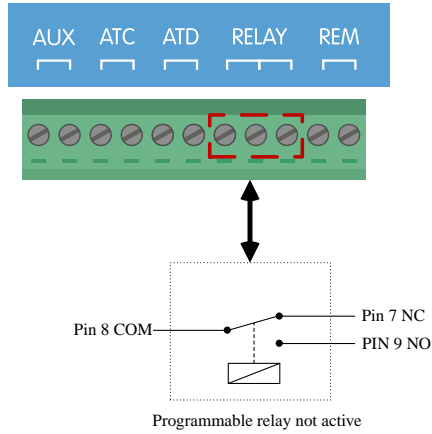 AUX ATC ATD RELAY REM
Pin 7 NC
Pin 8 COM
PIN 9 NO
Programmable relay not active